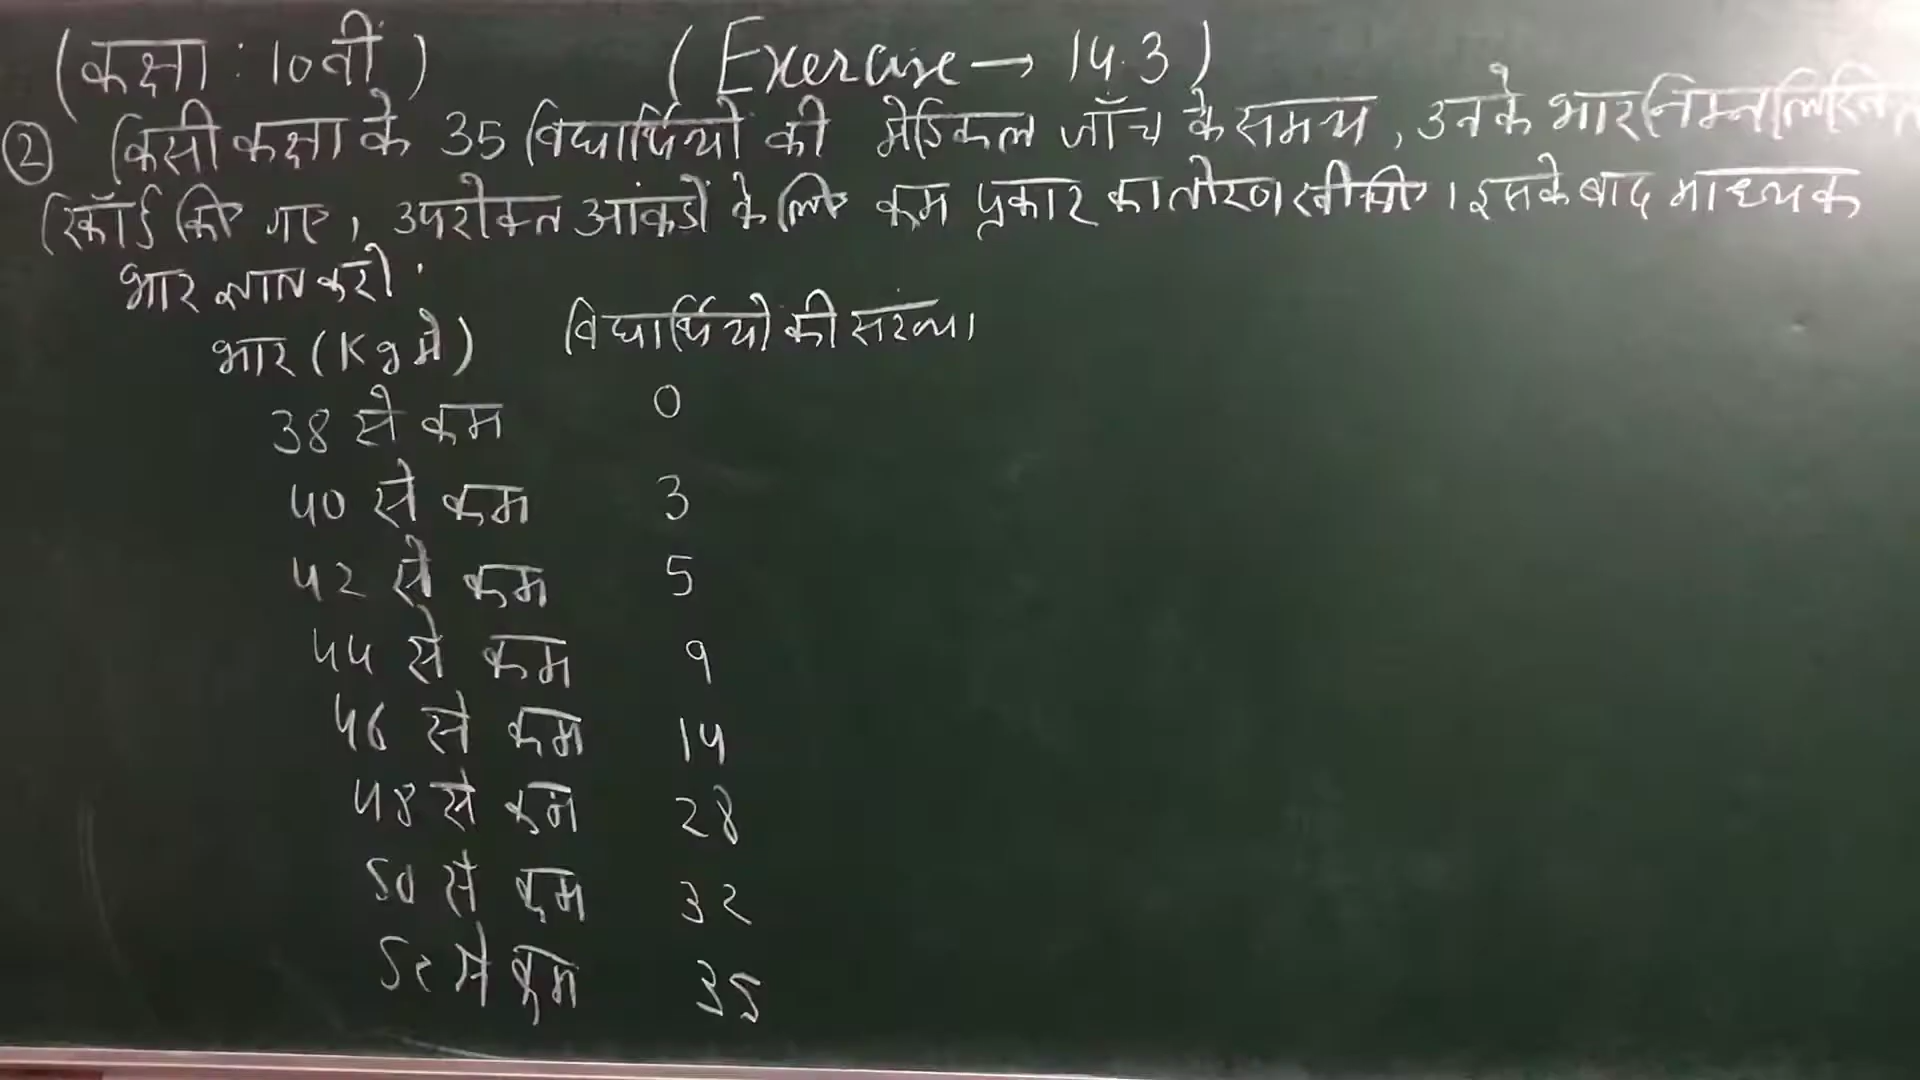 (कक्षा : 10वीं) (Exercise → 14.3)
② किसी कक्षा के 35 विद्यार्थियों की मेडिकल जाँच के समय, उनके भार निम्नलिखित
रिकॉर्ड किए गए। उपरोक्त आंकडों के लिए कम प्रकार का तोरण खीचिए। इसके बाद माध्यक
भार ज्ञात करो।
भार (Kg मे) विद्यार्थियो की संख्या
38 से कम 0
40 से कम 3
42 से कम 5
44 से कम 9
46 से कम 14
48 से कम 28
50 से कम 32
52 से कम 35